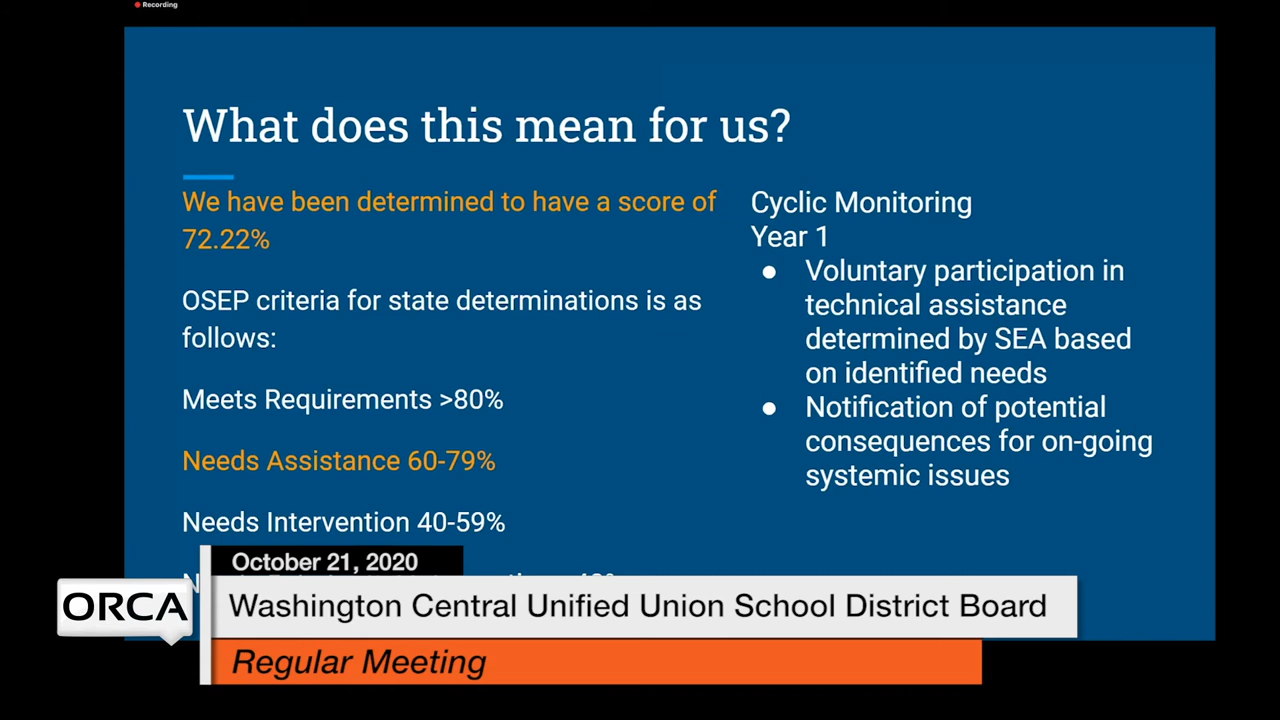 Recording
What does this mean for us?
We have been determined to have a score of
72.22%
OSEP criteria for state determinations is as
follows:
Meets Requirements >80%
Needs Assistance 60-79%
Needs Intervention 40-59%
Cyclic Monitoring
Year 1
● Voluntary participation in
technical assistance
determined by SEA based
on identified needs
● Notification of potential
consequences for on-going
systemic issues
October 21, 2020
ORCA
Washington Central Unified Union School District Board
Regular Meeting